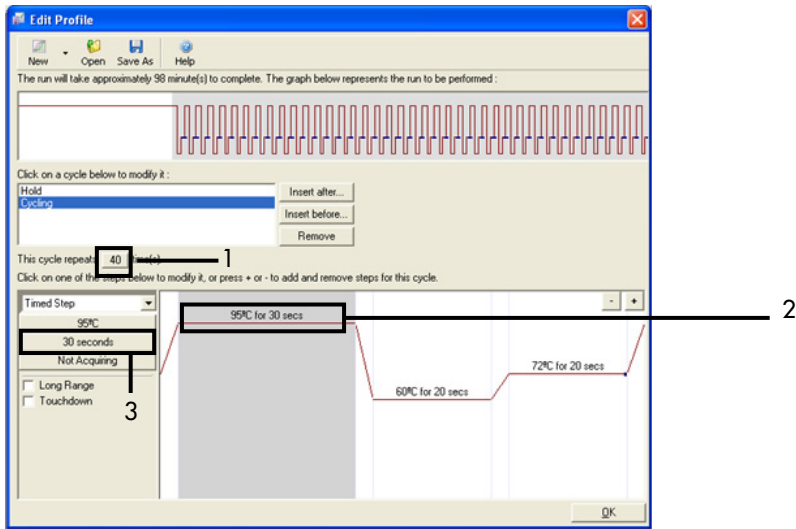 Edit Profile
New Open Save As Help
The run will take approximately 98 minute(s) to complete. The graph below represents the run to be performed :
Click on a cycle below to modify it :
Hold
Cycling
Insert after...
Insert before...
Remove
This cycle repeats 40 time(s).
1
Click on one of the steps below to modify it, or press + or - to add and remove steps for this cycle.
Timed Step
95ºC
30 seconds
Not Acquiring
Long Range
Touchdown
3
95ºC for 30 secs
2
60ºC for 20 secs
72ºC for 20 secs
- +
OK